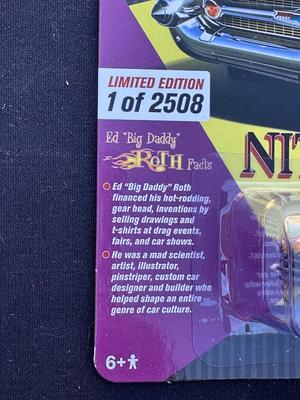 LIMITED EDITION
1 of 2508
Ed "Big Daddy"
ROTH Facts
NIT
• Ed "Big Daddy" Roth
financed his hot-rodding,
gear head, inventions by
selling drawings and
t-shirts at drag events,
fairs, and car shows.
• He was a mad scientist,
artist, illustrator,
pinstriper, custom car
designer and builder who
helped shape an entire
genre of car culture.
6+